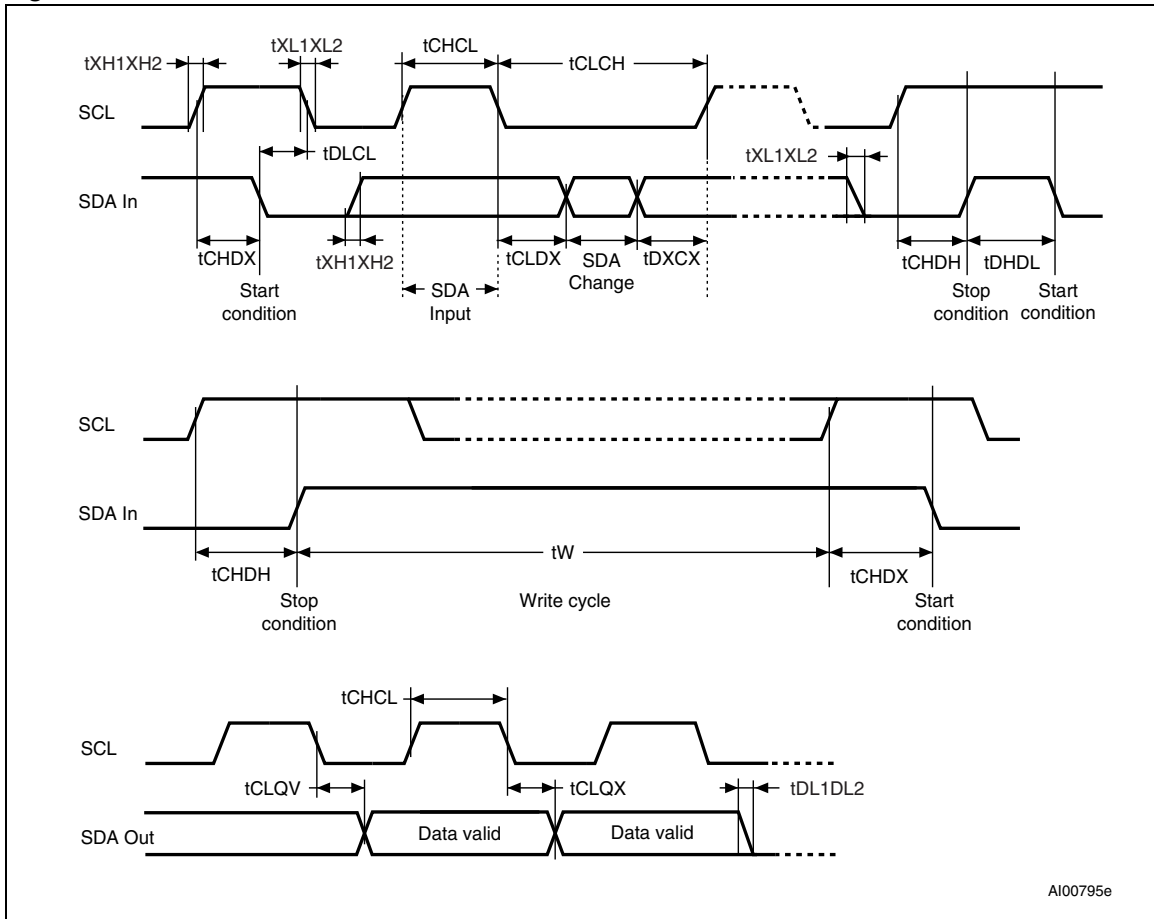 tXH1XH2
tXL1XL2
tCHCL
tCLCH
SCL
tDLCL
tXL1XL2
SDA In
tCHDX
tXH1XH2
tCLDX
SDA
Change
tDXCX
tCHDH
tDHDL
Start
condition
SDA
Input
Stop
condition
Start
condition
SCL
SDA In
tCHDH
tW
tCHDX
Stop
condition
Write cycle
Start
condition
tCHCL
SCL
tCLQV
tCLQX
tDL1DL2
SDA Out
Data valid
Data valid
AI00795e